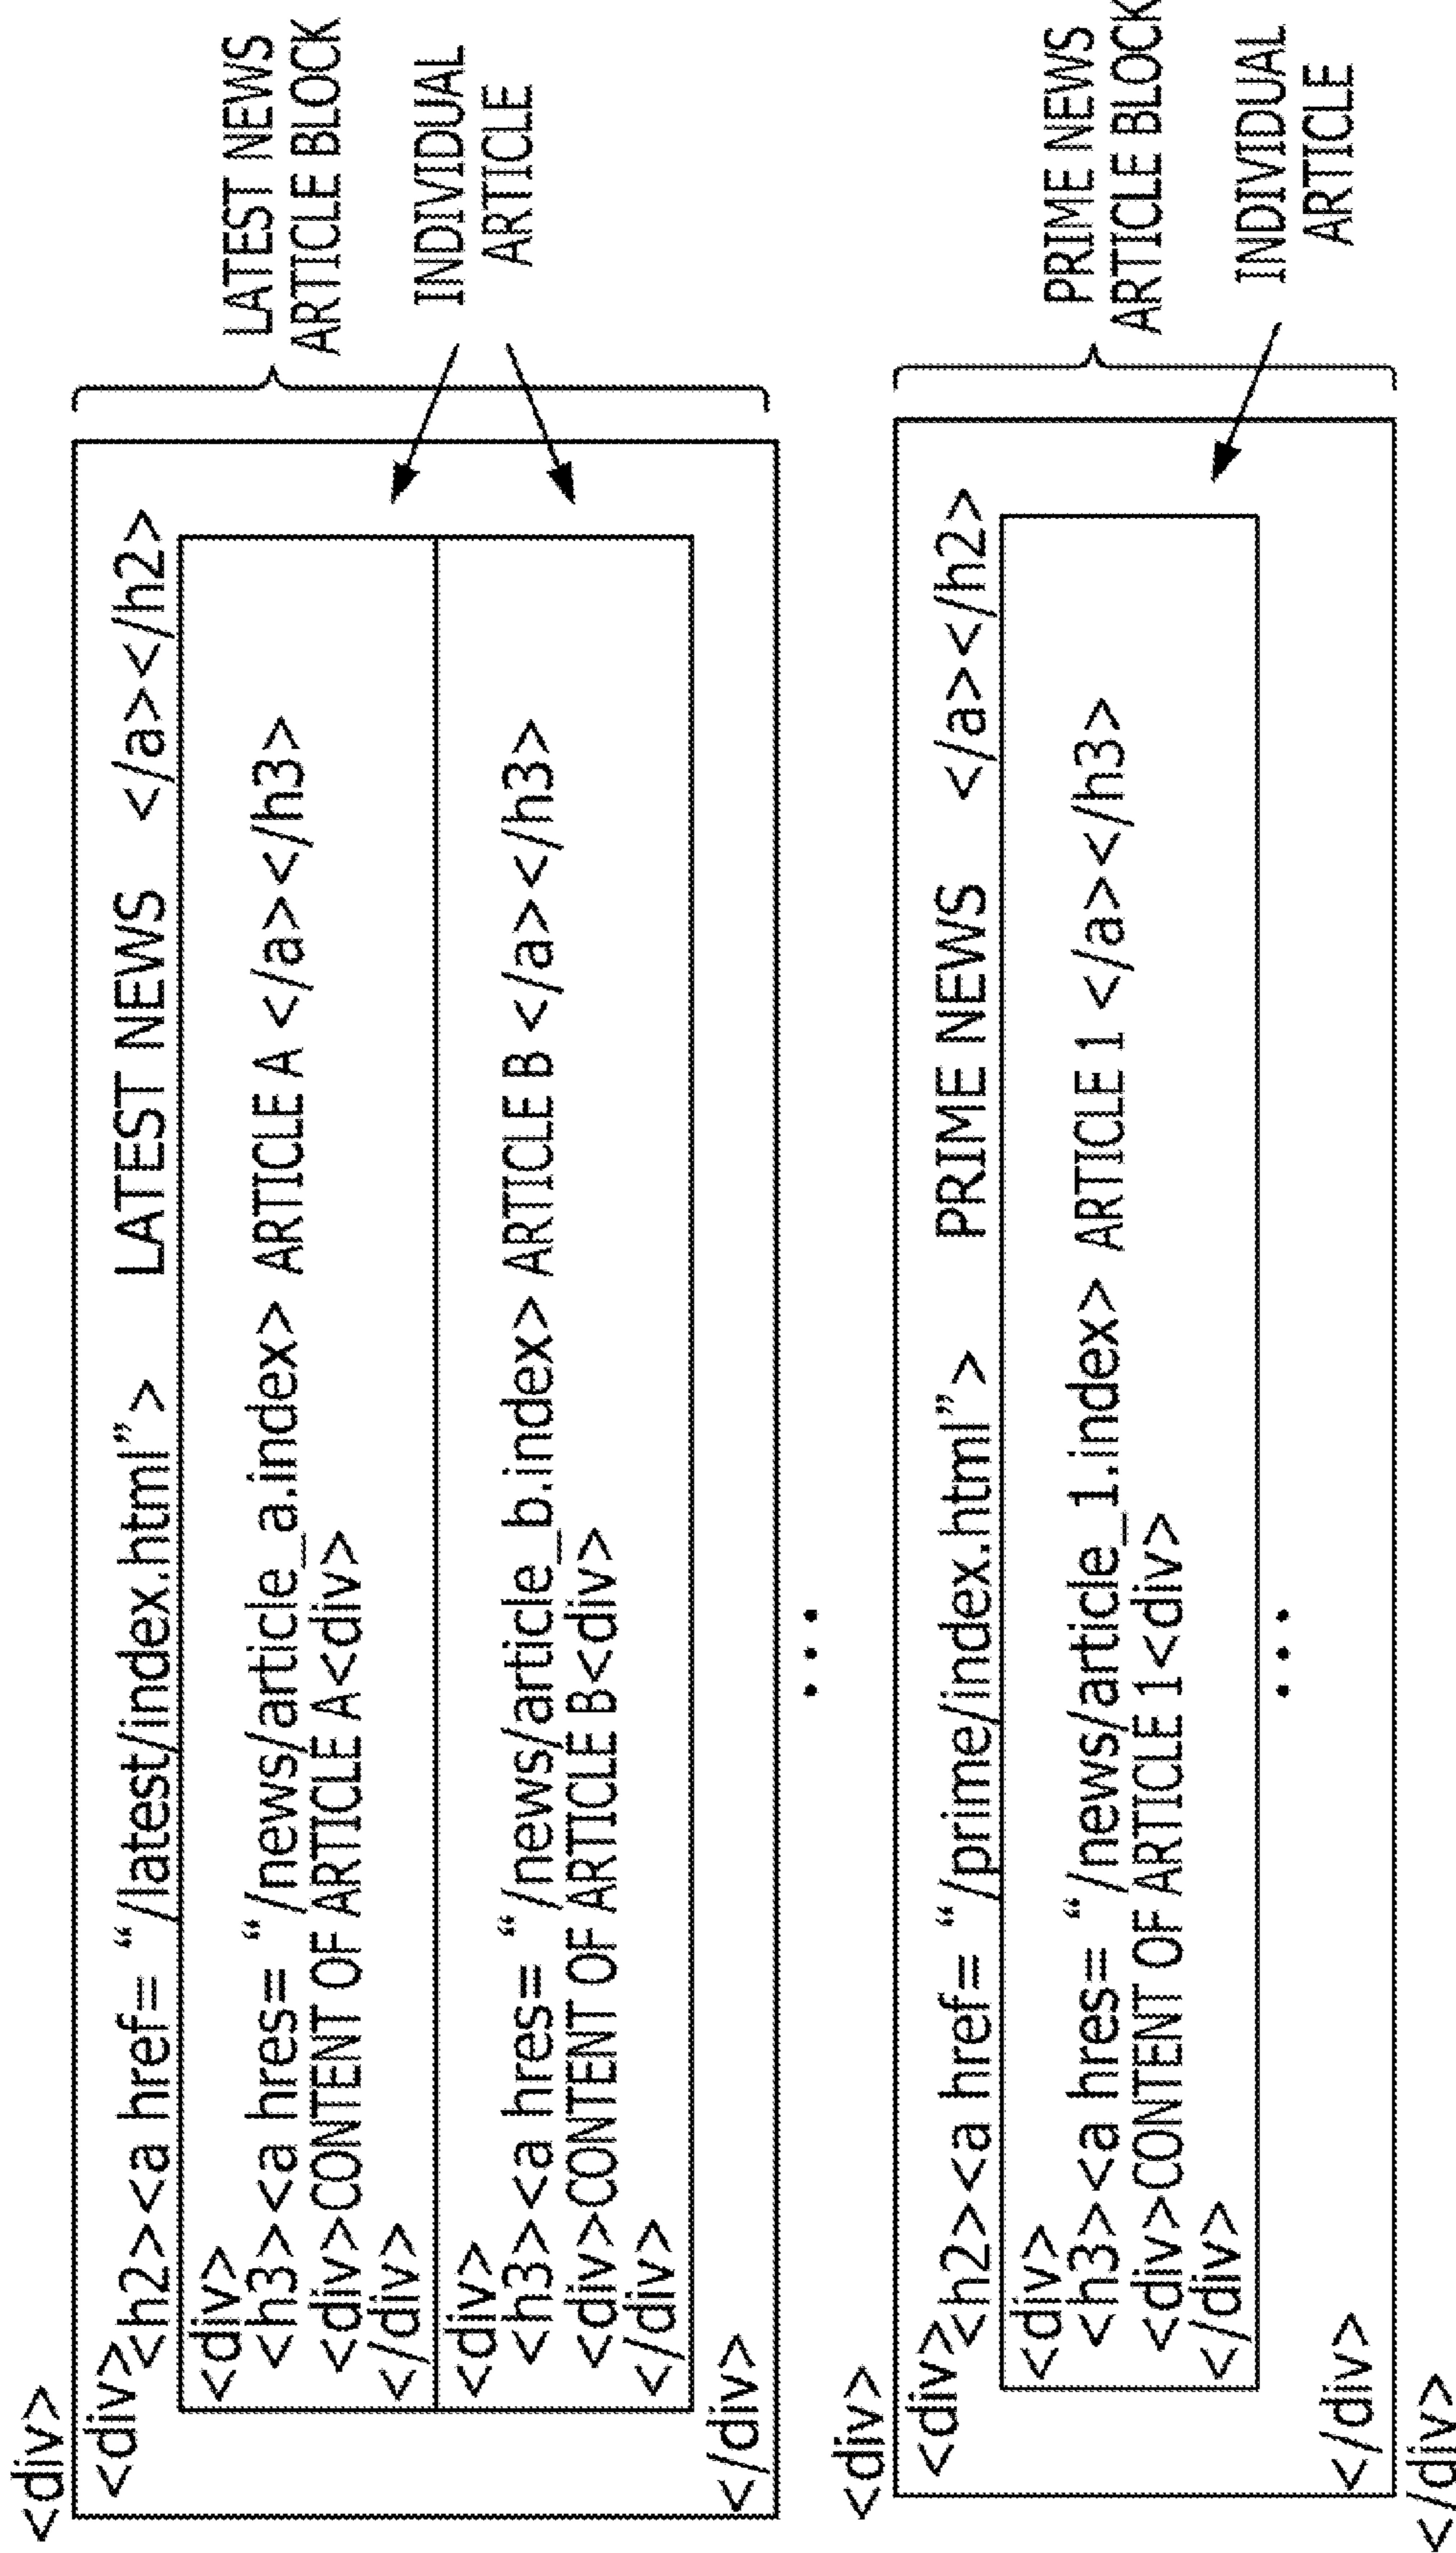 <div>
<div>
<h2><a href= “/latest/index.html”> LATEST NEWS </a></h2>
<div>
<h3><a hres= “/news/article_a.index> ARTICLE A </a></h3>
<div>CONTENT OF ARTICLE A<div>
</div>
<div>
<h3><a hres= “/news/article_b.index> ARTICLE B </a></h3>
<div>CONTENT OF ARTICLE B<div>
</div>
</div>
LATEST NEWS
ARTICLE BLOCK
INDIVIDUAL
ARTICLE
...
<div>
<div>
<h2><a href= “/prime/index.html”> PRIME NEWS </a></h2>
<div>
<h3><a hres= “/news/article_1.index> ARTICLE 1 </a></h3>
<div>CONTENT OF ARTICLE 1<div>
</div>
...
</div>
</div>
PRIME NEWS
ARTICLE BLOCK
INDIVIDUAL
ARTICLE